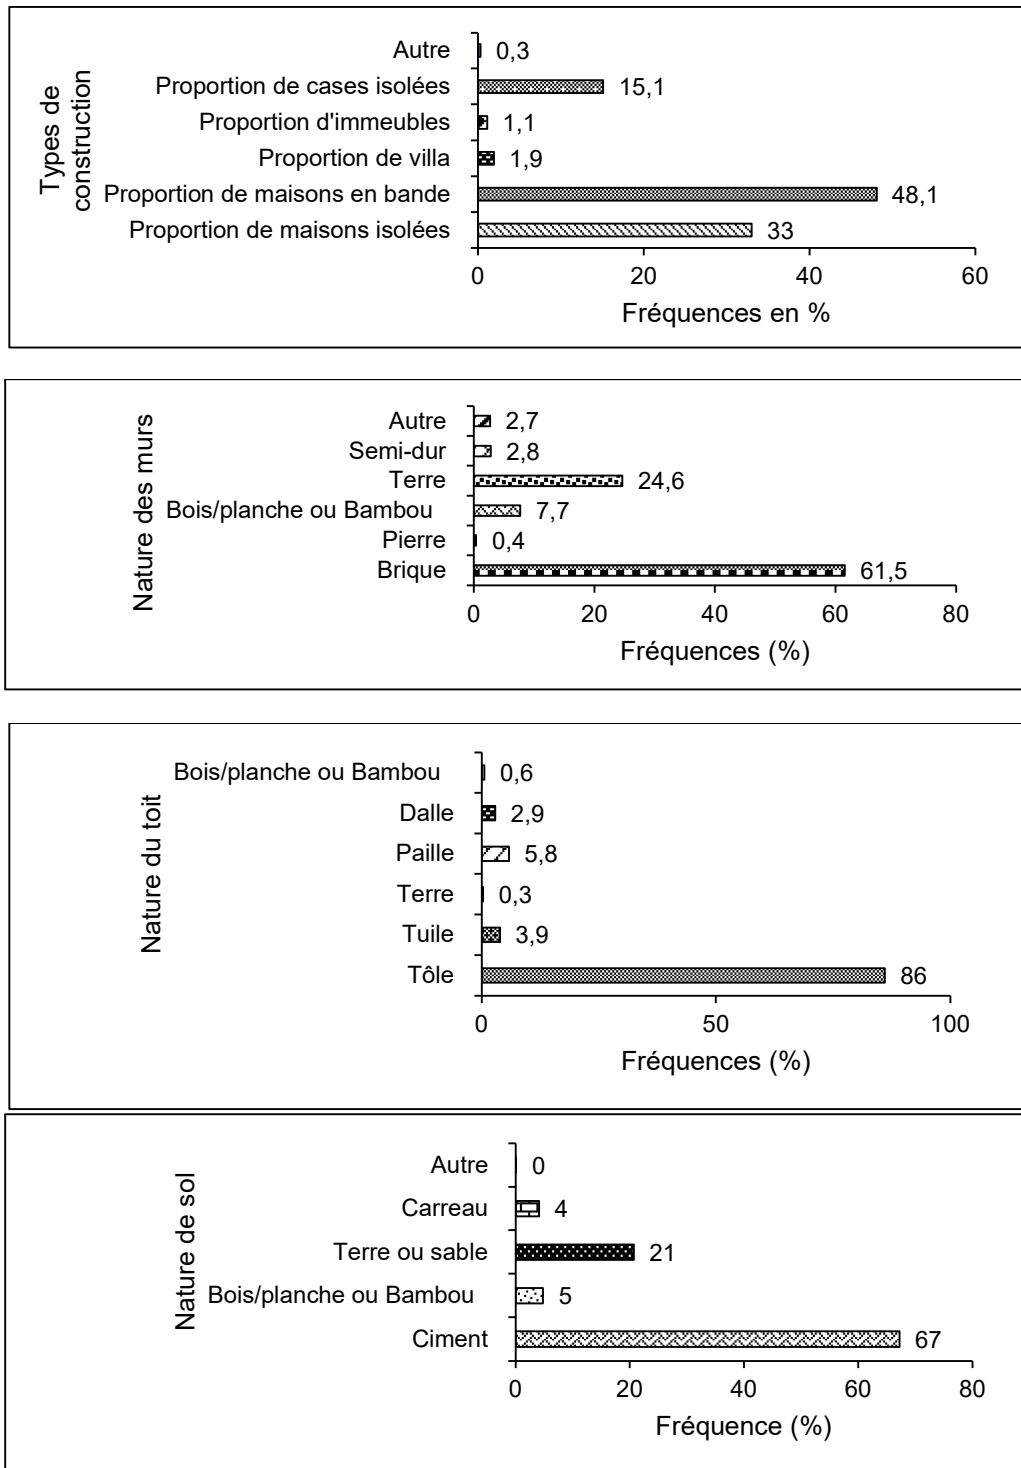 Types de
construction
Autre 0,3
Proportion de cases isolées 15,1
Proportion d'immeubles 1,1
Proportion de villa 1,9
Proportion de maisons en bande 48,1
Proportion de maisons isolées 33
0 20 40 60
Fréquences en %
Nature des murs
Autre 2,7
Semi-dur 2,8
Terre 24,6
Bois/planche ou Bambou 7,7
Pierre 0,4
Brique 61,5
0 20 40 60 80
Fréquences (%)
Nature du toit
Bois/planche ou Bambou 0,6
Dalle 2,9
Paille 5,8
Terre 0,3
Tuile 3,9
Tôle 86
0 50 100
Fréquences (%)
Nature de sol
Autre 0
Carreau 4
Terre ou sable 21
Bois/planche ou Bambou 5
Ciment 67
0 20 40 60 80
Fréquence (%)